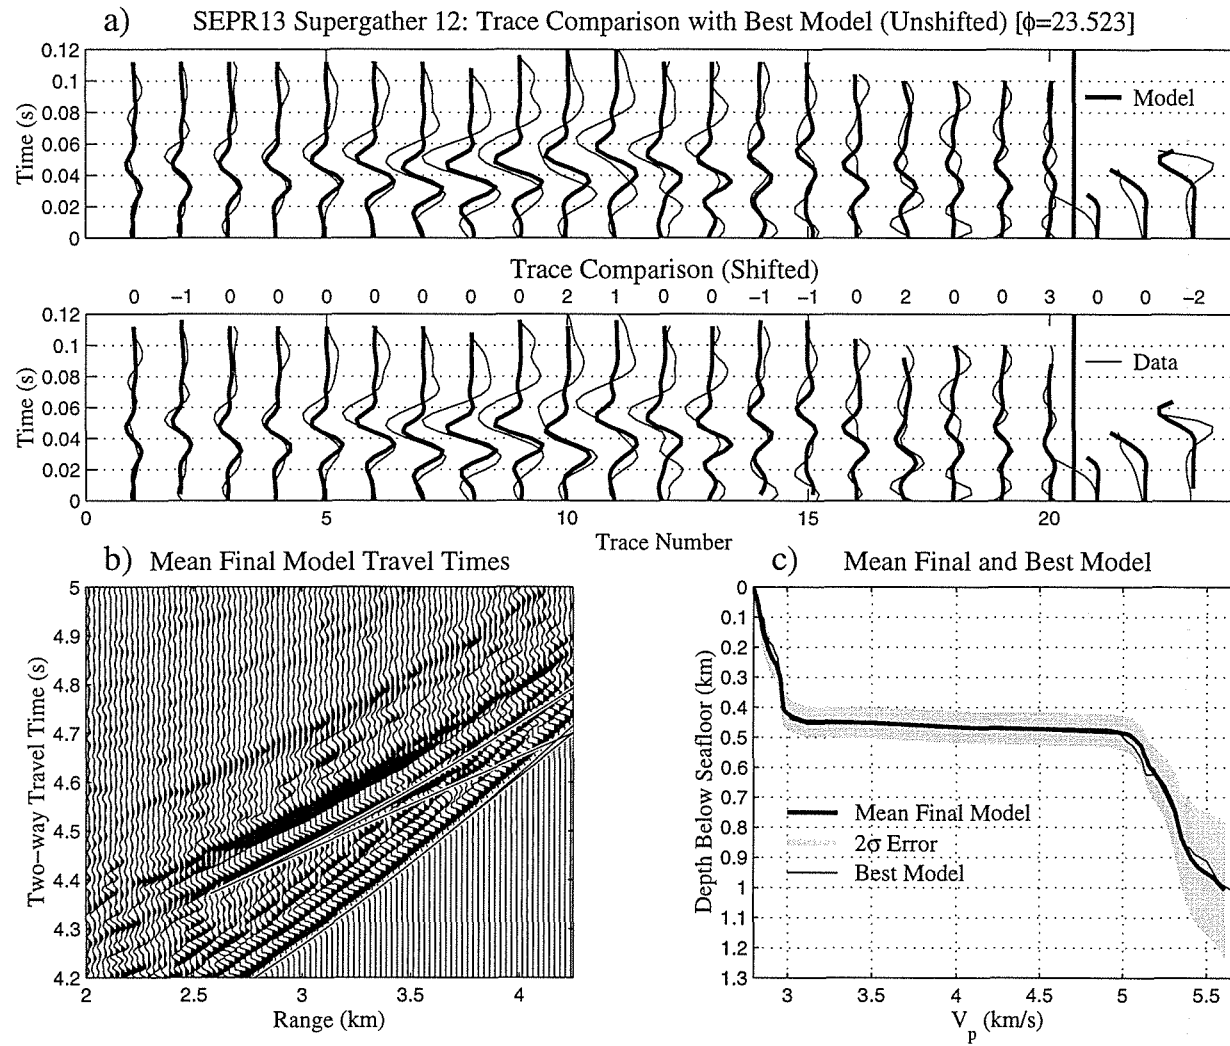 a) SEPR13 Supergather 12: Trace Comparison with Best Model (Unshifted) [ϕ=23.523]
0.12
0.1
0.08
0.06
0.04
0.02
0
Time (s)
Model
Trace Comparison (Shifted)
0 −1 0 0 0 0 0 0 0 2 1 0 0 −1 −1 0 2 0 0 3 0 0 −2
0.12
0.1
0.08
0.06
0.04
0.02
0
Time (s)
Data
0 5 10 15 20
Trace Number
b) Mean Final Model Travel Times
5
4.9
4.8
4.7
4.6
4.5
4.4
4.3
4.2
Two−way Travel Time (s)
2 2.5 3 3.5 4
Range (km)
c) Mean Final and Best Model
0
0.1
0.2
0.3
0.4
0.5
0.6
0.7
0.8
0.9
1
1.1
1.2
1.3
Depth Below Seafloor (km)
Mean Final Model
2σ Error
Best Model
3 3.5 4 4.5 5 5.5
Vp (km/s)